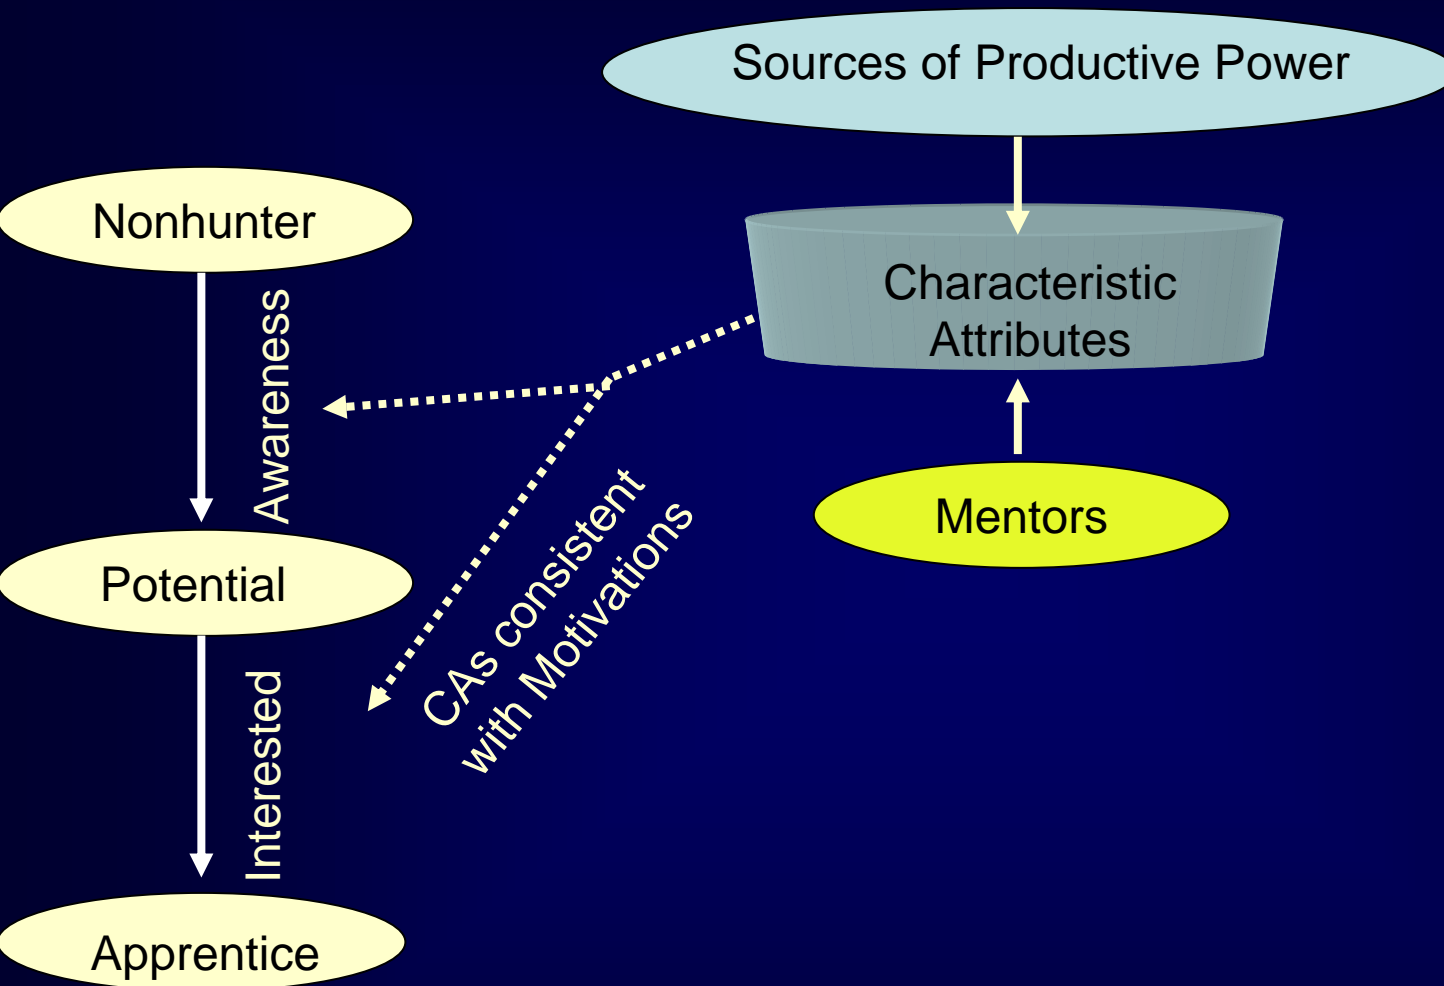 Sources of Productive Power
Nonhunter
Characteristic
Attributes
Awareness
Mentors
CAs consistent
with Motivations
Potential
Interested
Apprentice